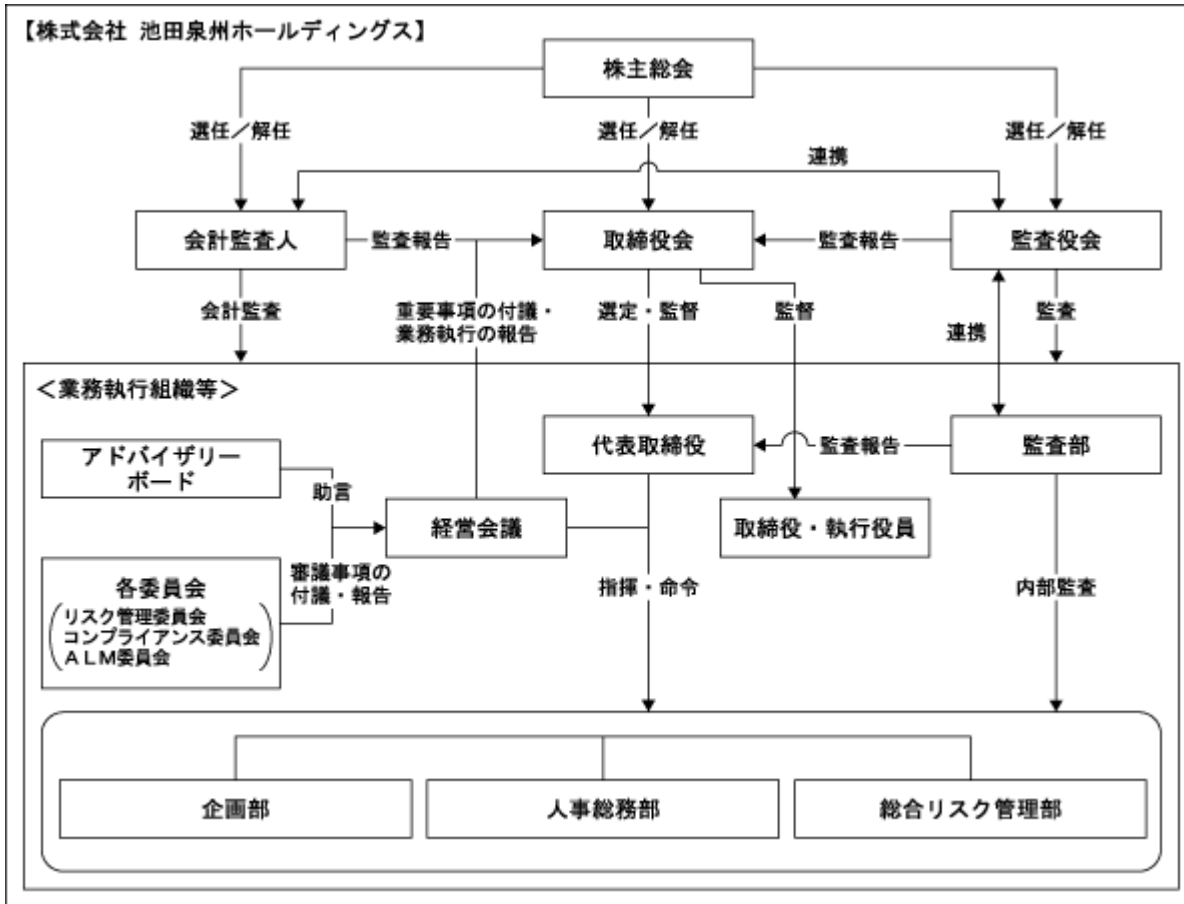 【株式会社 池田泉州ホールディングス】
株主総会
選任／解任
選任／解任
選任／解任
連携
会計監査人
監査報告
取締役会
監査報告
監査役会
会計監査
重要事項の付議・
業務執行の報告
選定・監督
監督
連携
監査
＜業務執行組織等＞
アドバイザリー
ボード
助言
代表取締役
監査報告
監査部
経営会議
取締役・執行役員
各委員会
リスク管理委員会
コンプライアンス委員会
ＡＬＭ委員会
審議事項の
付議・報告
指揮・命令
内部監査
企画部
人事総務部
総合リスク管理部